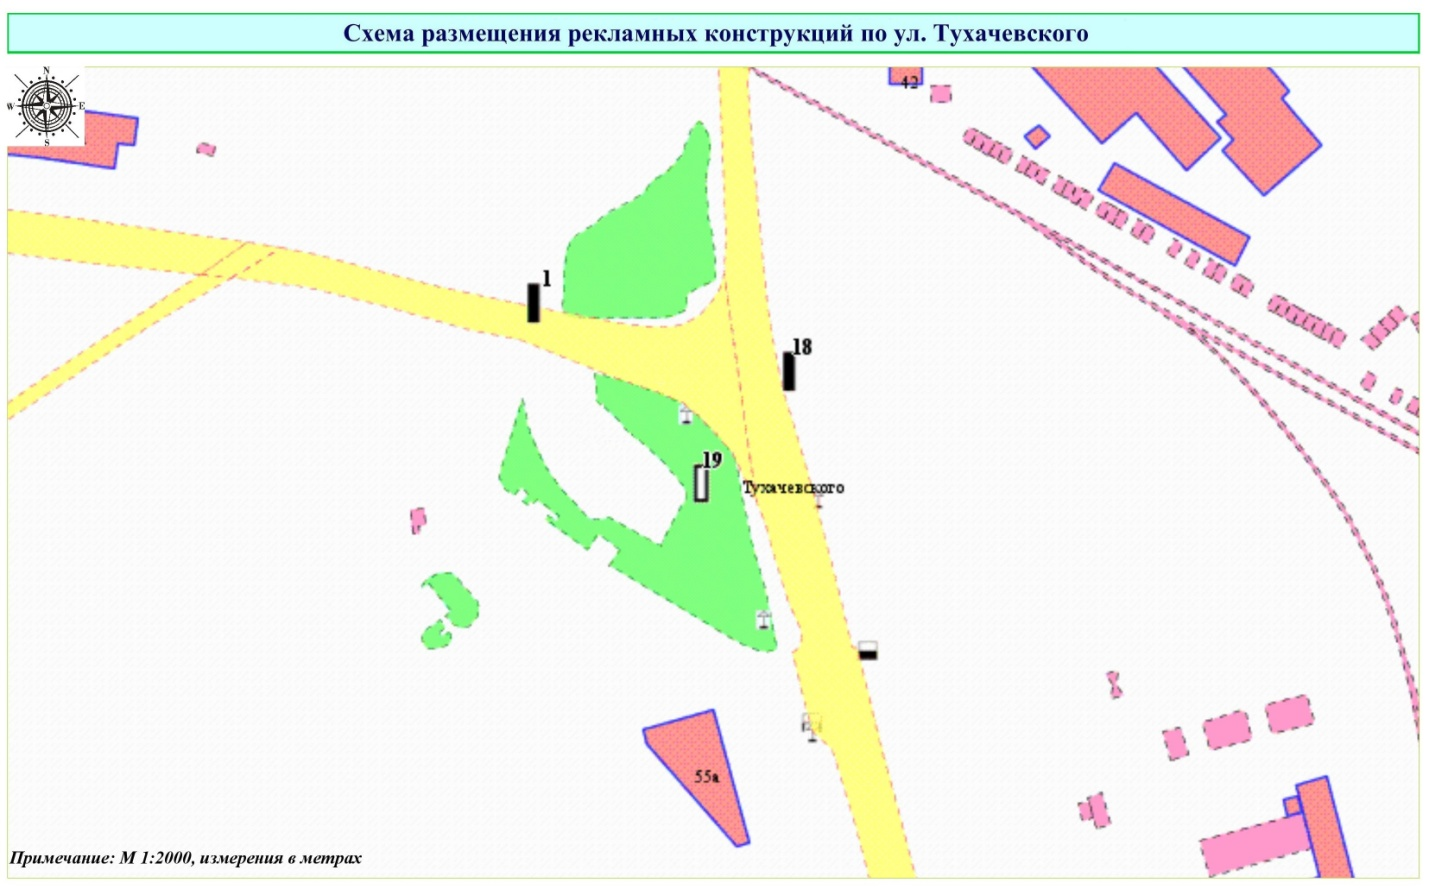 Схема размещения рекламных конструкций по ул. Тухачевского
N
W E
S
42
1
18
19
Тухачевского
55а
Примечание: М 1:2000, измерения в метрах